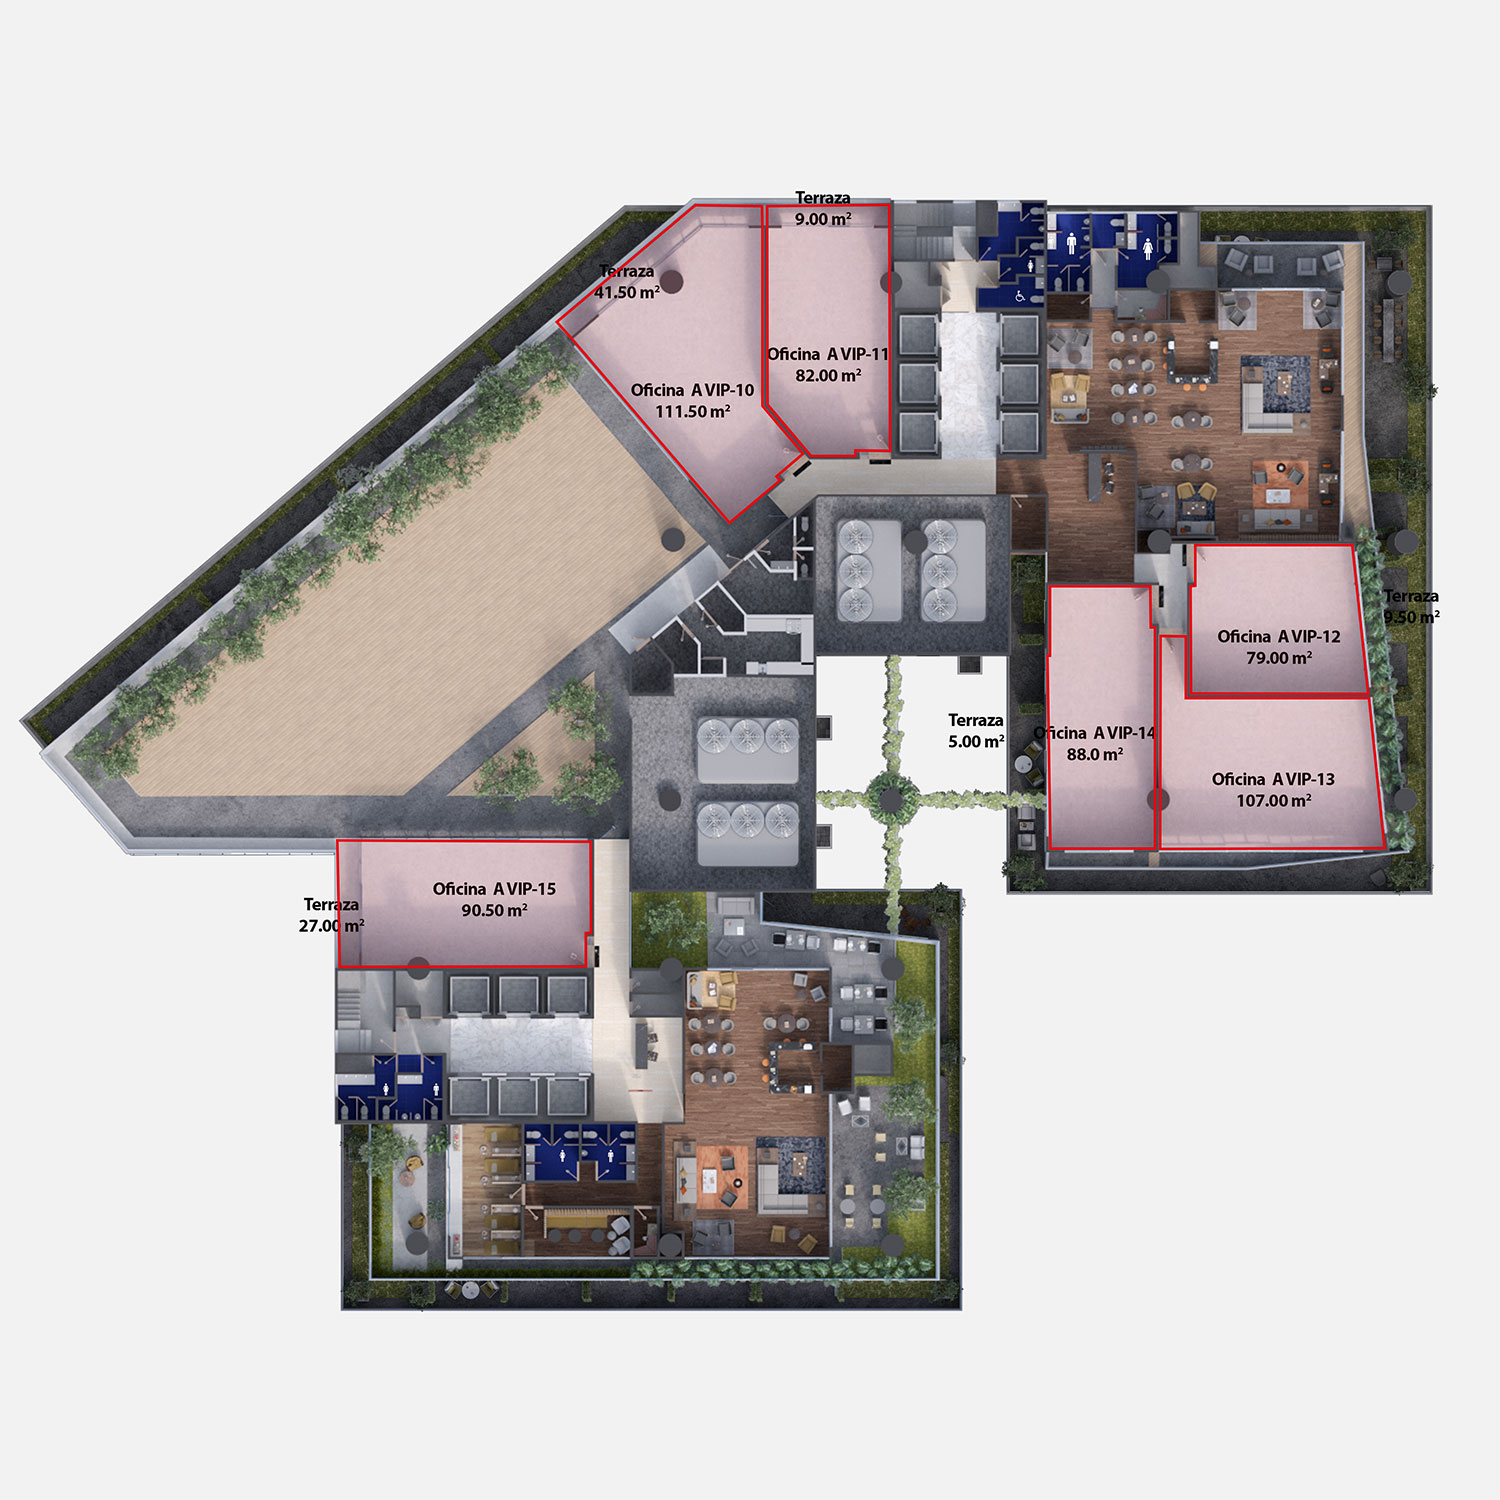 Terraza
9.00 m²
Terraza
41.50 m²
Oficina A VIP-11
82.00 m²
Oficina A VIP-10
111.50 m²
Terraza
9.50 m²
Oficina A VIP-12
79.00 m²
Terraza
5.00 m²
Oficina A VIP-14
88.0 m²
Oficina A VIP-13
107.00 m²
Oficina A VIP-15
90.50 m²
Terraza
27.00 m²